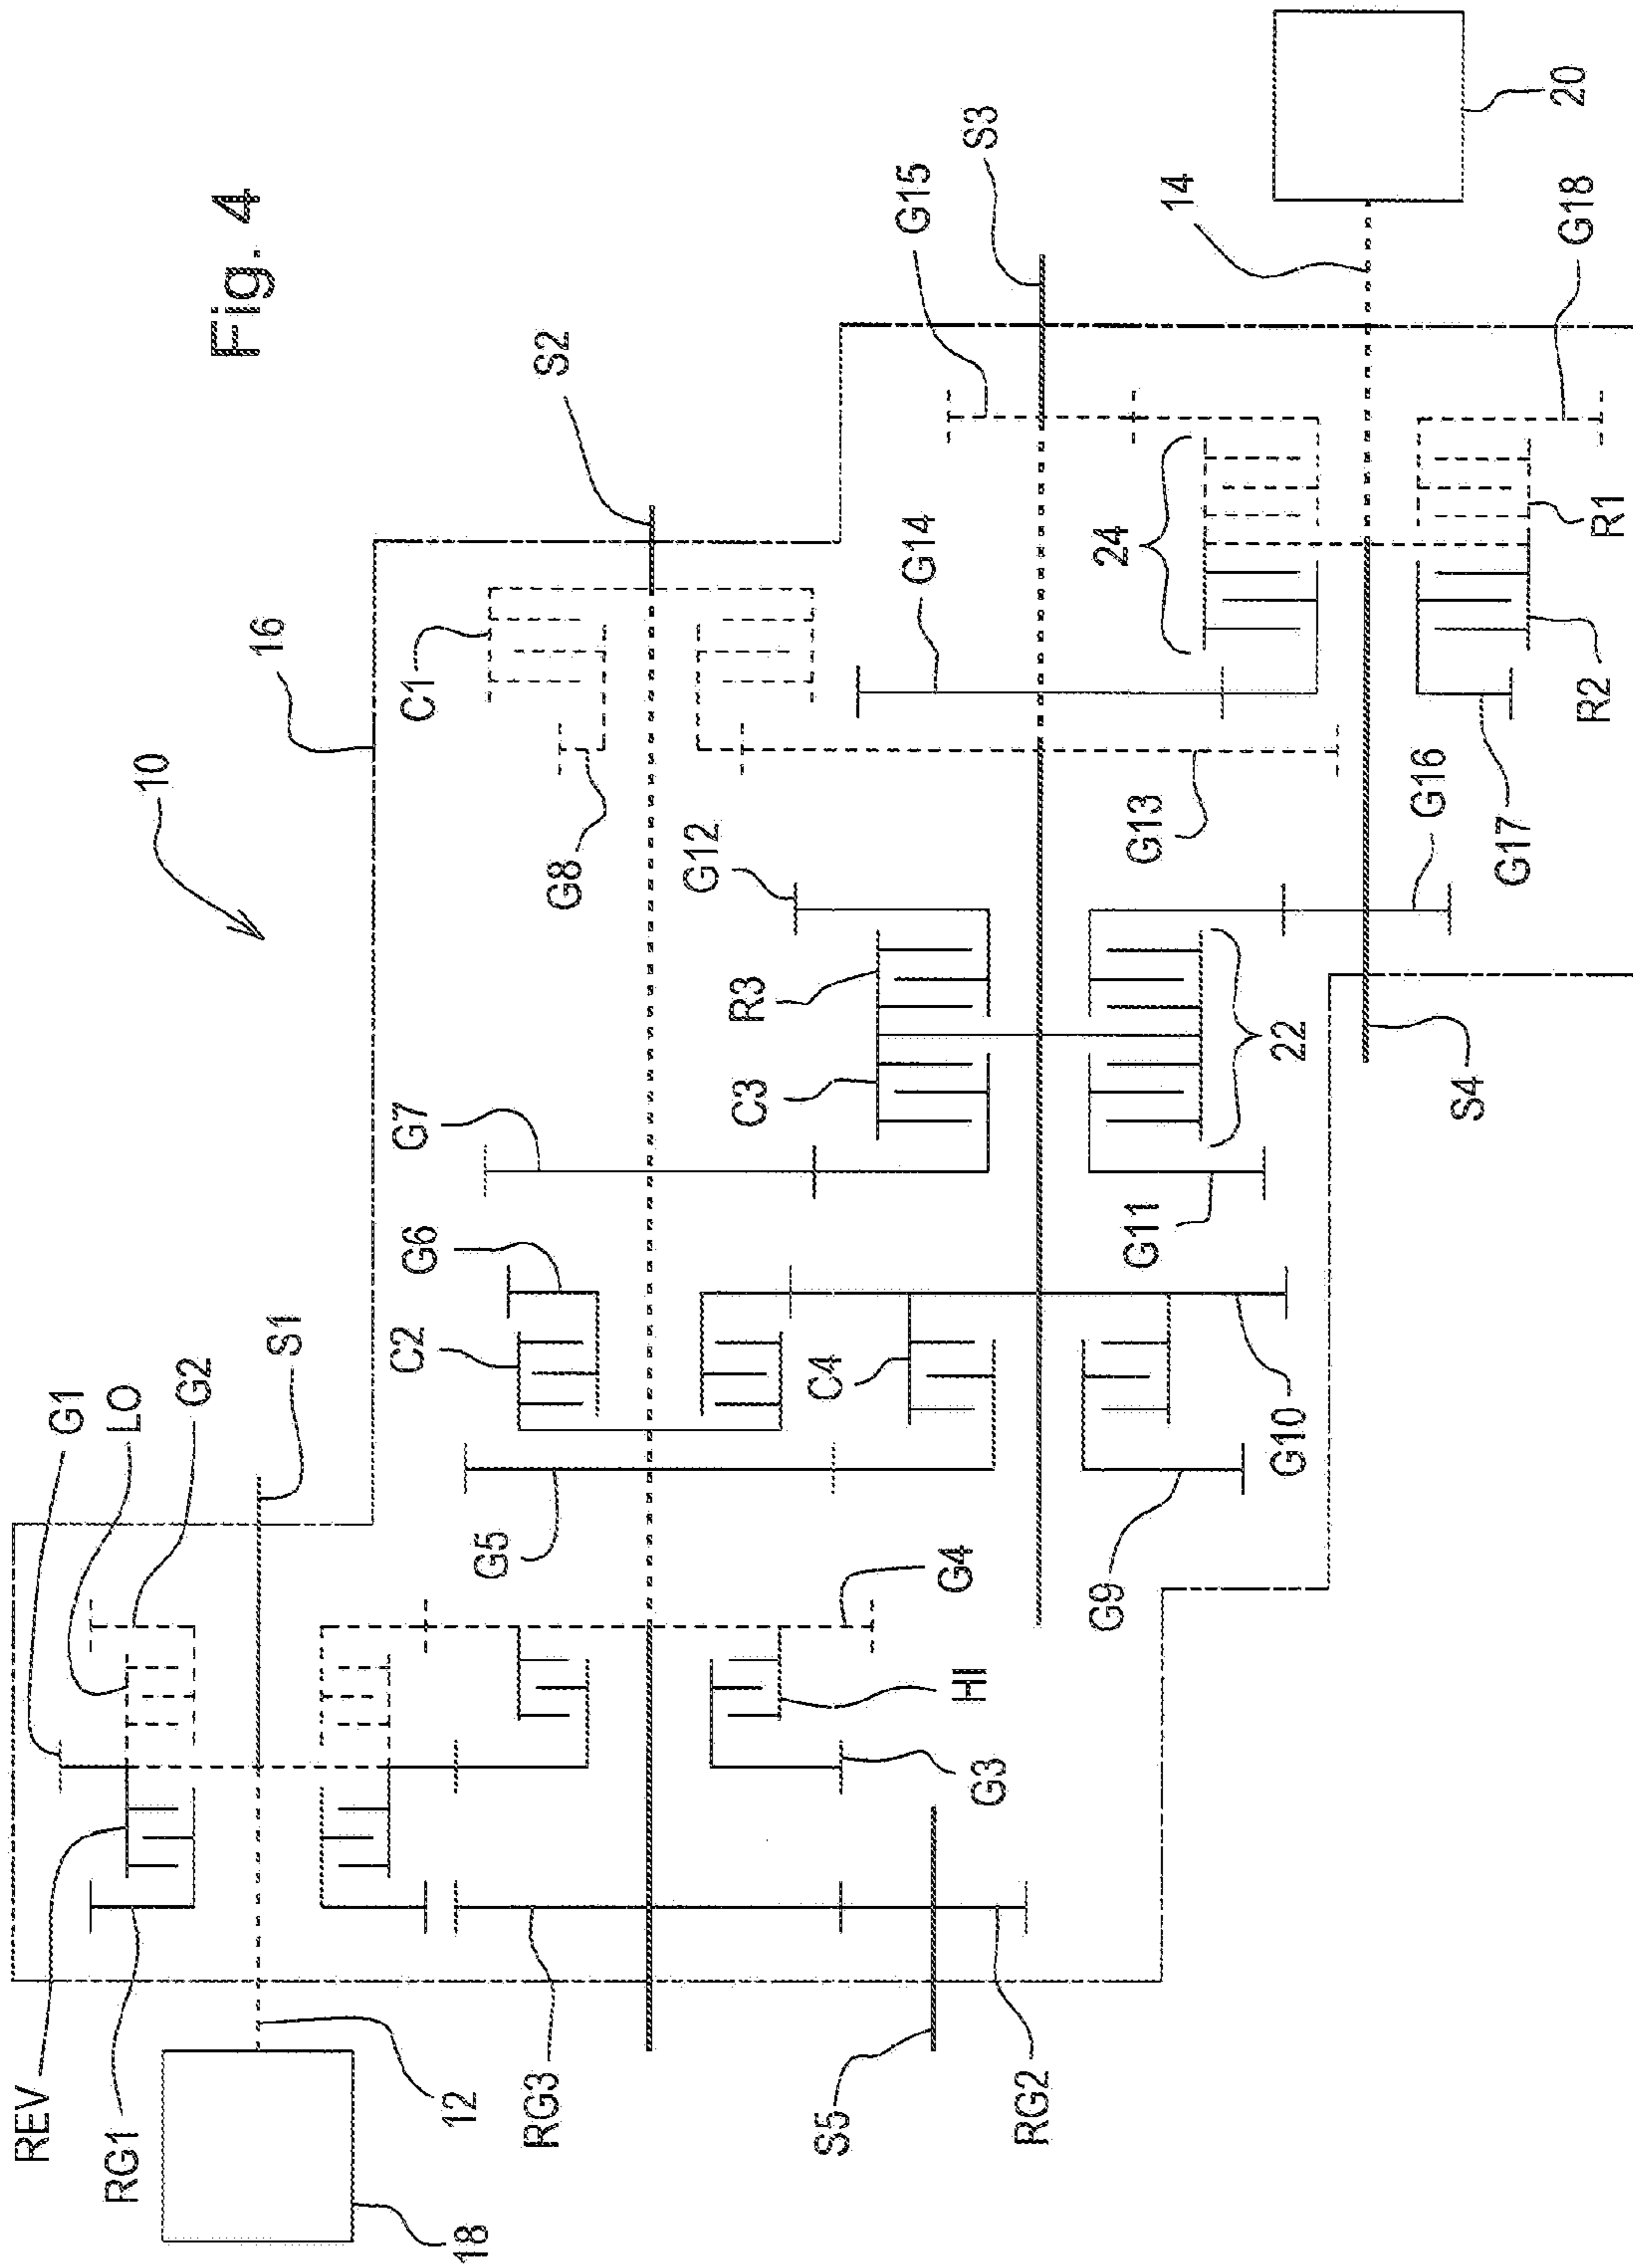 Fig. 4
10
16
18
12
REV
RG1
G1
LO
G2
S1
RG3
S5
RG2
G3
HI
G4
G5
C2
G6
G7
C4
G9
G10
G11
C3
R3
G12
22
S4
G8
C1
S2
G13
G14
G16
G17
24
G15
S3
R2
R1
G18
14
20